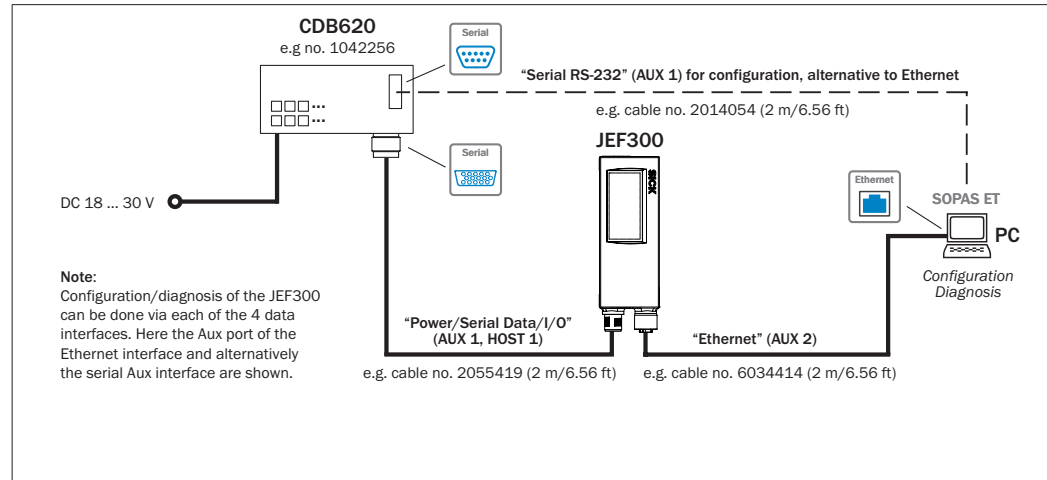 CDB620
e.g no. 1042256
Serial
"Serial RS-232" (AUX 1) for configuration, alternative to Ethernet
e.g. cable no. 2014054 (2 m/6.56 ft)
JEF300
SICK
Serial
Ethernet
SOPAS ET
PC
Configuration
Diagnosis
DC 18 ... 30 V
Note:
Configuration/diagnosis of the JEF300
can be done via each of the 4 data
interfaces. Here the Aux port of the
Ethernet interface and alternatively
the serial Aux interface are shown.
“Power/Serial Data/I/O”
(AUX 1, HOST 1)
e.g. cable no. 2055419 (2 m/6.56 ft)
“Ethernet” (AUX 2)
e.g. cable no. 6034414 (2 m/6.56 ft)